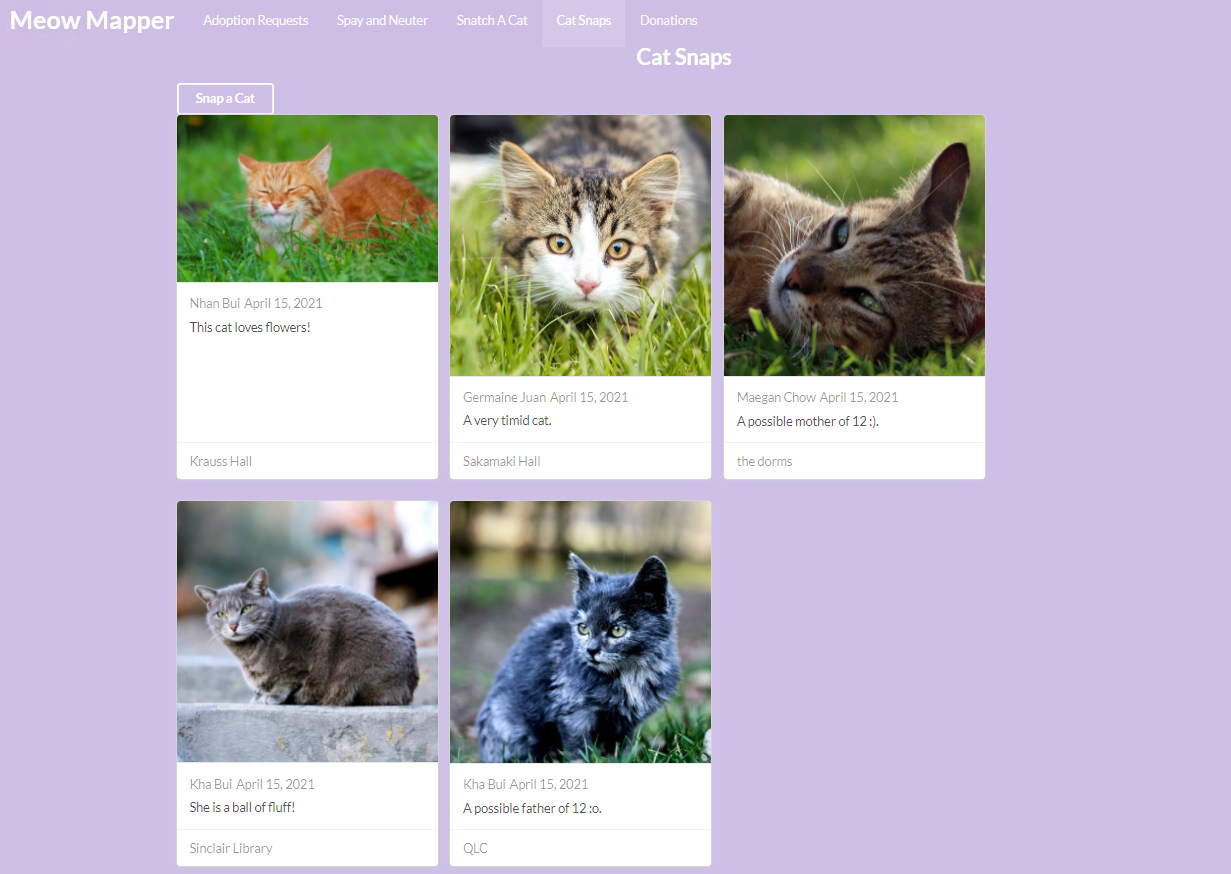 Meow Mapper Adoption Requests Spay and Neuter Snatch A Cat Cat Snaps Donations
Cat Snaps
Snap a Cat
Nhan Bui April 15, 2021
This cat loves flowers!
Krauss Hall
Germaine Juan April 15, 2021
A very timid cat.
Sakamaki Hall
Maegan Chow April 15, 2021
A possible mother of 12 :).
the dorms
Kha Bui April 15, 2021
She is a ball of fluff!
Sinclair Library
Kha Bui April 15, 2021
A possible father of 12 :o.
QLC